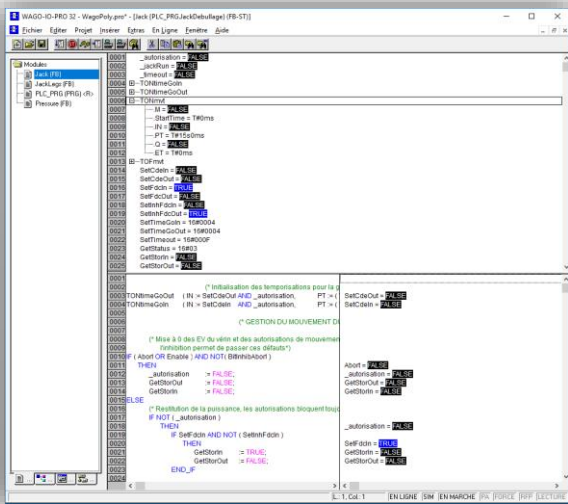 WAGO-IO-PRO 32 - WagoPoly.pro* - [Jack (PLC_PRG.JackDebullage) (FB-ST)]
Fichier Editer Projet Insérer Extras En Ligne Fenêtre Aide
Modules
Jack (FB)
JackLego (FB)
PLC_PRG (PRG) <R>
Pressure (FB)
0001 _autorisation = FALSE
0002 _jackRun = FALSE
0003 _timeout = FALSE
0004 TONtimeGoIn
0005 TONtimeGoOut
0006 TONmvt
0007 .M = FALSE
0008 .StartTime = T#0ms
0009 .IN = FALSE
0010 .PT = T#15s0ms
0011 .Q = FALSE
0012 .ET = T#0ms
0013 TOFmvt
0014 SetCdeIn = FALSE
0015 SetCdeOut = FALSE
0016 SetFdcIn = TRUE
0017 SetFdcOut = FALSE
0018 SetInhFdcIn = FALSE
0019 SetInhFdcOut = TRUE
0020 SetTimeGoIn = 16#0004
0021 SetTimeGoOut = 16#0004
0022 SetTimeout = 16#000F
0023 GetStatus = 16#03
0024 GetStorIn = FALSE
0025 GetStorOut = FALSE
0001
0002 (* Initialisation des temporisations pour la g
0003 TONtimeGoOut ( IN := SetCdeOut AND _autorisation, PT := ( SetCdeOut = FALSE
0004 TONtimeGoIn ( IN := SetCdeIn AND _autorisation, PT := ( SetCdeIn = FALSE
0005
0006 (* GESTION DU MOUVEMENT D
0007
0008 (* Mise à 0 des EV du vérin et des autorisations de mouvemen
0009 l'inhibition permet de passer ces défauts*)
0010 IF ( Abort OR Enable ) AND NOT( BitInhibAbort )
0011 THEN Abort = FALSE
0012 _autorisation := FALSE; _autorisation = FALSE
0013 GetStorOut := FALSE; GetStorOut = FALSE
0014 GetStorIn := FALSE; GetStorIn = FALSE
0015 ELSE
0016 (* Restitution de la puissance, les autorisations bloquent touj
0017 IF NOT ( _autorisation ) _autorisation = FALSE
0018 THEN
0019 IF SetFdcIn AND NOT ( SetInhFdcIn ) SetFdcIn = TRUE
0020 THEN
0021 GetStorIn := TRUE; GetStorIn = FALSE
0022 GetStorOut := FALSE; GetStorOut = FALSE
0023 END_IF
0024
L.: 1, Col.: 1 EN LIGNE SIM EN MARCHE PA FORCE RFF LECTURE